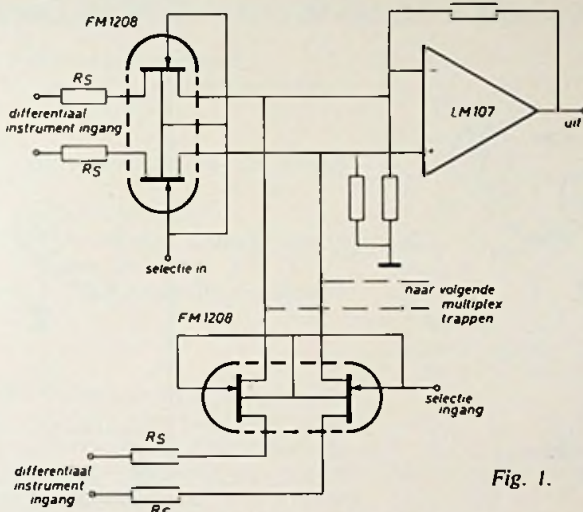 FM1208
RS
differentiaal
instrument ingang
RS
selectie in
LM107
-
+
uit
naar volgende
multiplex
trappen
FM1208
selectie
ingang
RS
differentiaal
instrument
ingang
RS
Fig. 1.